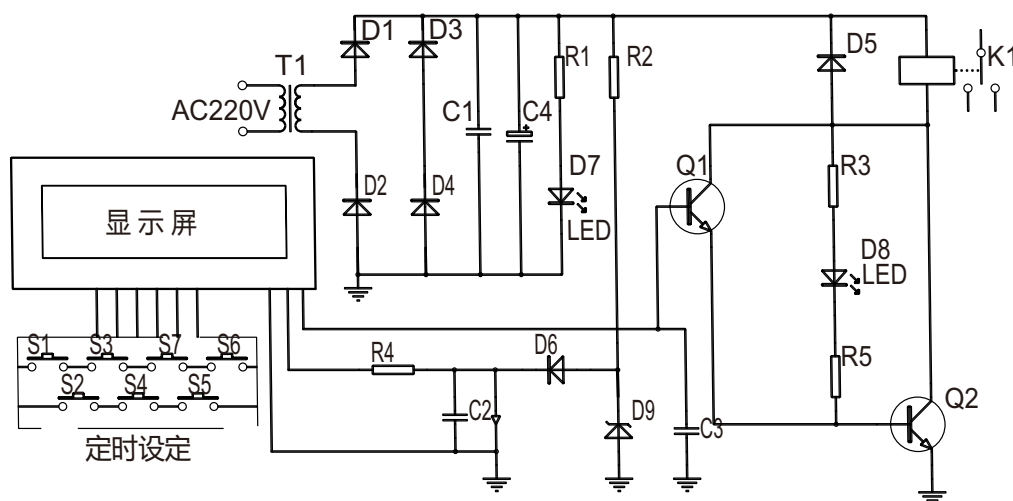 D1
D3
R1
R2
D5
K1
T1
AC220V
C1
C4
+
D7
Q1
R3
D2
D4
LED
显示屏
D8
LED
S1
S3
S7
S6
R4
D6
R5
S2
S4
S5
C2
D9
C3
Q2
定时设定